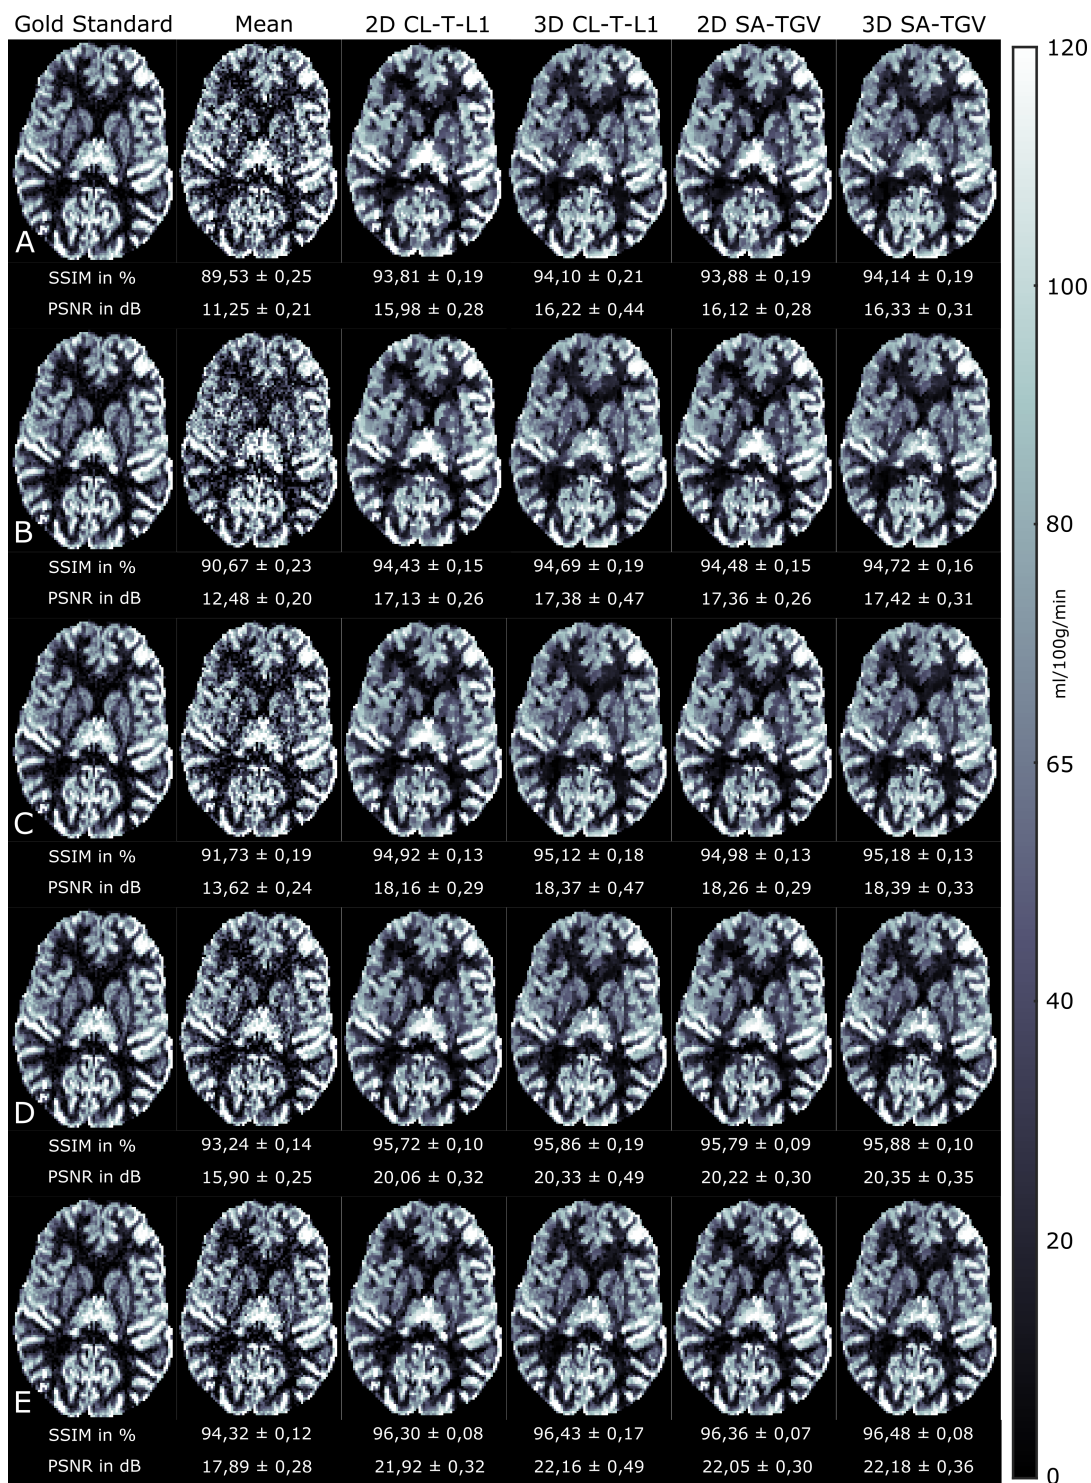 Gold Standard Mean 2D CL-T-L1 3D CL-T-L1 2D SA-TGV 3D SA-TGV
120
A
SSIM in % 89,53 ± 0,25 93,81 ± 0,19 94,10 ± 0,21 93,88 ± 0,19 94,14 ± 0,19
100
PSNR in dB 11,25 ± 0,21 15,98 ± 0,28 16,22 ± 0,44 16,12 ± 0,28 16,33 ± 0,31
80
B
SSIM in % 90,67 ± 0,23 94,43 ± 0,15 94,69 ± 0,19 94,48 ± 0,15 94,72 ± 0,16
PSNR in dB 12,48 ± 0,20 17,13 ± 0,26 17,38 ± 0,47 17,36 ± 0,26 17,42 ± 0,31
ml/100g/min
65
C
SSIM in % 91,73 ± 0,19 94,92 ± 0,13 95,12 ± 0,18 94,98 ± 0,13 95,18 ± 0,13
PSNR in dB 13,62 ± 0,24 18,16 ± 0,29 18,37 ± 0,47 18,26 ± 0,29 18,39 ± 0,33
40
D
SSIM in % 93,24 ± 0,14 95,72 ± 0,10 95,86 ± 0,19 95,79 ± 0,09 95,88 ± 0,10
PSNR in dB 15,90 ± 0,25 20,06 ± 0,32 20,33 ± 0,49 20,22 ± 0,30 20,35 ± 0,35
20
E
SSIM in % 94,32 ± 0,12 96,30 ± 0,08 96,43 ± 0,17 96,36 ± 0,07 96,48 ± 0,08
PSNR in dB 17,89 ± 0,28 21,92 ± 0,32 22,16 ± 0,49 22,05 ± 0,30 22,18 ± 0,36
0